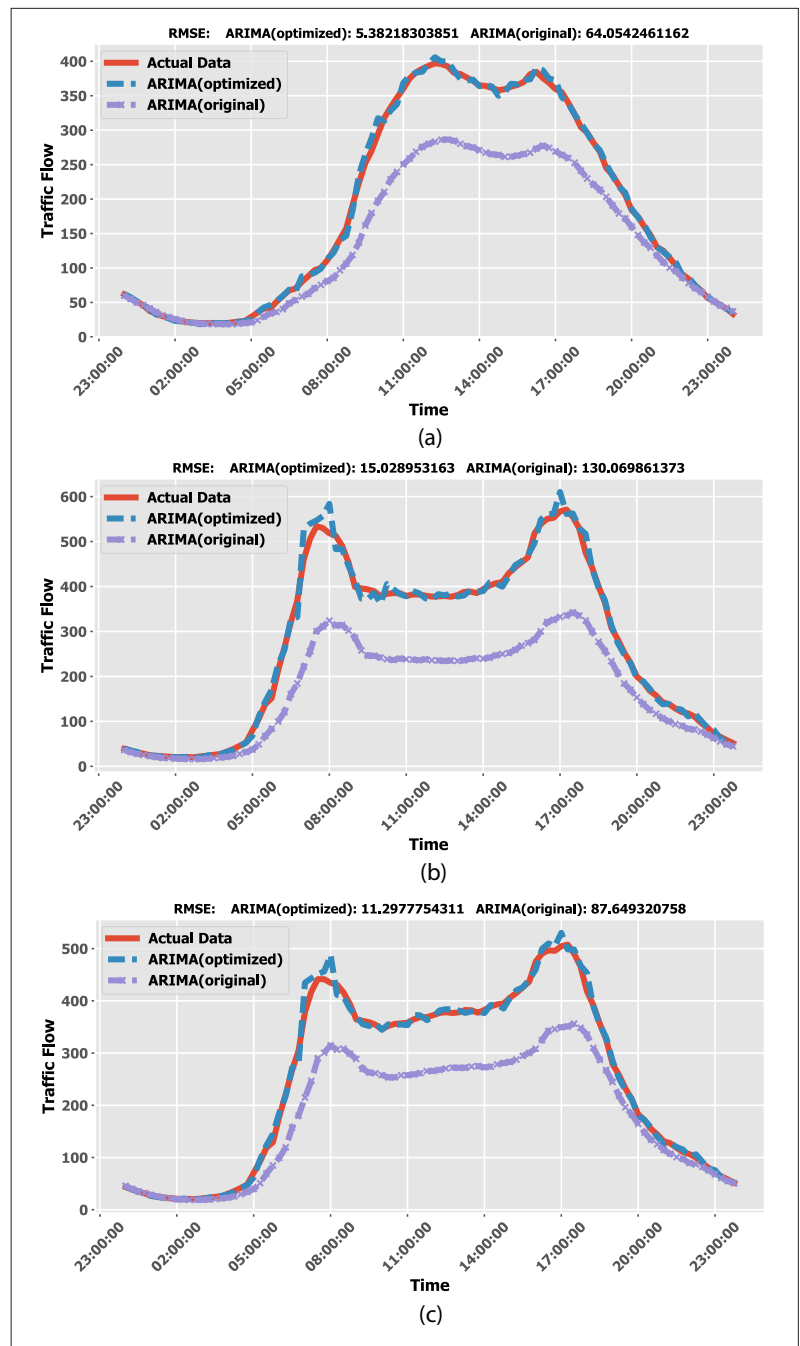 RMSE: ARIMA(optimized): 5.38218303851 ARIMA(original): 64.0542461162
Actual Data
ARIMA(optimized)
ARIMA(original)
Traffic Flow
400
350
300
250
200
150
100
50
0
23:00:00
02:00:00
05:00:00
08:00:00
11:00:00
14:00:00
17:00:00
20:00:00
23:00:00
Time
(a)
RMSE: ARIMA(optimized): 15.028953163 ARIMA(original): 130.069861373
Actual Data
ARIMA(optimized)
ARIMA(original)
Traffic Flow
600
500
400
300
200
100
0
23:00:00
02:00:00
05:00:00
08:00:00
11:00:00
14:00:00
17:00:00
20:00:00
23:00:00
Time
(b)
RMSE: ARIMA(optimized): 11.2977754311 ARIMA(original): 87.649320758
Actual Data
ARIMA(optimized)
ARIMA(original)
Traffic Flow
500
400
300
200
100
0
23:00:00
02:00:00
05:00:00
08:00:00
11:00:00
14:00:00
17:00:00
20:00:00
23:00:00
Time
(c)